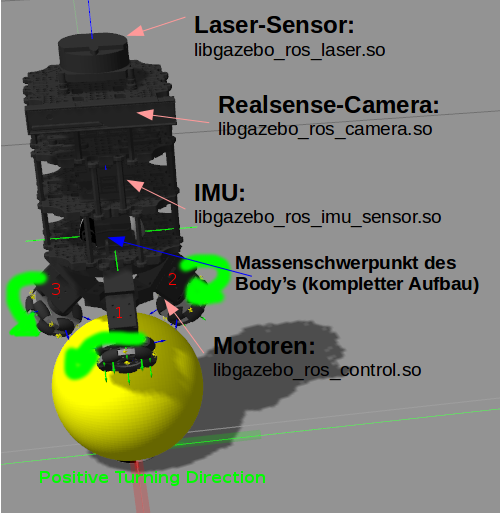 Laser-Sensor:
libgazebo_ros_laser.so
Realsense-Camera:
libgazebo_ros_camera.so
IMU:
libgazebo_ros_imu_sensor.so
Massenschwerpunkt des
Body's (kompletter Aufbau)
3
2
1
Motoren:
libgazebo_ros_control.so
Positive Turning Direction